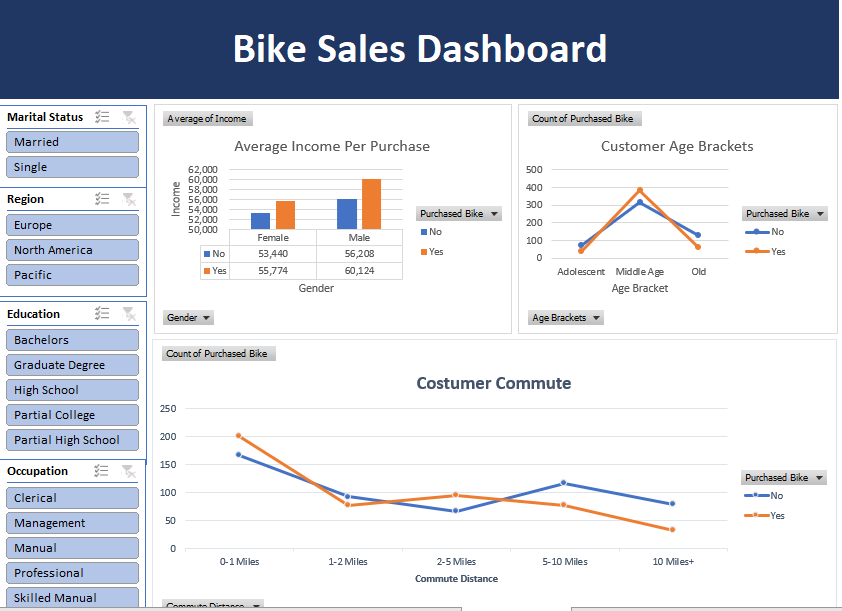 Bike Sales Dashboard
Marital Status
Married
Single
Region
Europe
North America
Pacific
Education
Bachelors
Graduate Degree
High School
Partial College
Partial High School
Occupation
Clerical
Management
Manual
Professional
Skilled Manual
Average of Income
Average Income Per Purchase
62,000
60,000
58,000
56,000
54,000
52,000
50,000
Income
Female Male
No 53,440 56,208
Yes 55,774 60,124
Gender
Purchased Bike
No
Yes
Gender
Count of Purchased Bike
Customer Age Brackets
500
400
300
200
100
0
Adolescent Middle Age Old
Age Bracket
Purchased Bike
No
Yes
Age Brackets
Count of Purchased Bike
Costumer Commute
250
200
150
100
50
0
0-1 Miles 1-2 Miles 2-5 Miles 5-10 Miles 10 Miles+
Commute Distance
Purchased Bike
No
Yes
Commute Distance